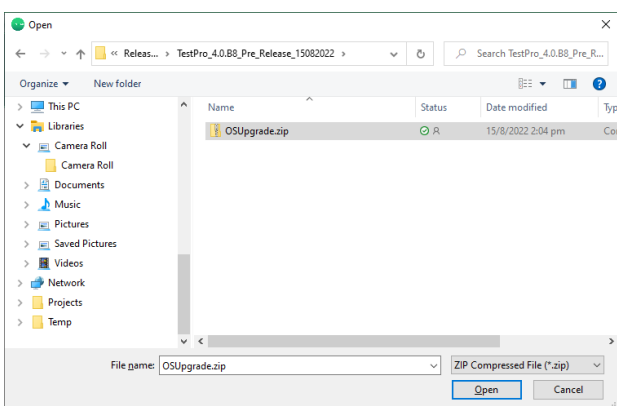 Open
« Releas... > TestPro_4.0.B8_Pre_Release_15082022 >
Search TestPro_4.0.B8_Pre_R...
Organize
New folder
This PC
Libraries
Camera Roll
Camera Roll
Documents
Music
Pictures
Saved Pictures
Videos
Network
Projects
Temp
Name Status Date modified Typ
OSUpgrade.zip 15/8/2022 2:04 pm Co
File name: OSUpgrade.zip
ZIP Compressed File (*.zip)
Open Cancel